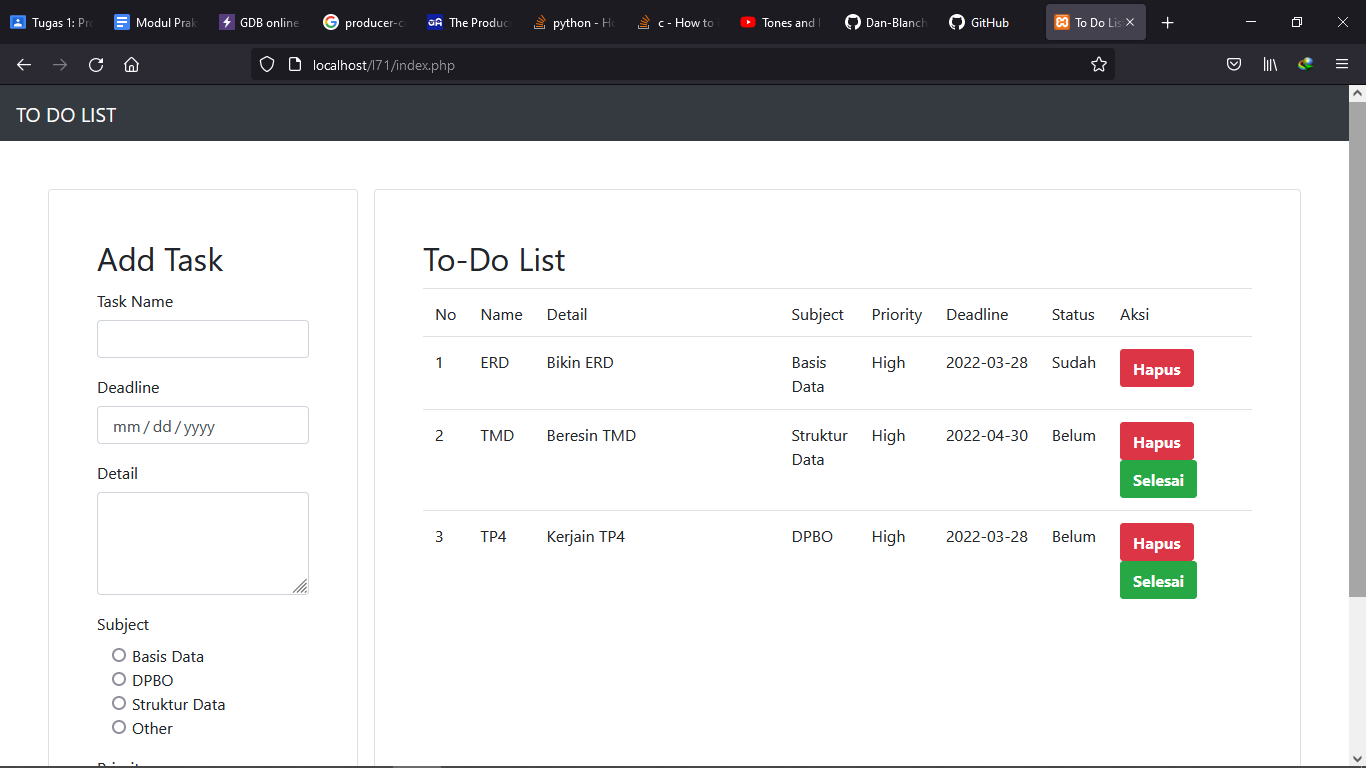 Tugas 1: Pro
Modul Prak
GDB online
producer-c
The Produc
python - Ho
c - How to i
Tones and I
Dan-Blanch
GitHub
To Do Lis
localhost/l71/index.php
TO DO LIST
Add Task
Task Name
Deadline
mm / dd / yyyy
Detail
Subject
Basis Data
DPBO
Struktur Data
Other
To-Do List
No Name Detail Subject Priority Deadline Status Aksi
1 ERD Bikin ERD Basis Data High 2022-03-28 Sudah Hapus
2 TMD Beresin TMD Struktur Data High 2022-04-30 Belum Hapus Selesai
3 TP4 Kerjain TP4 DPBO High 2022-03-28 Belum Hapus Selesai